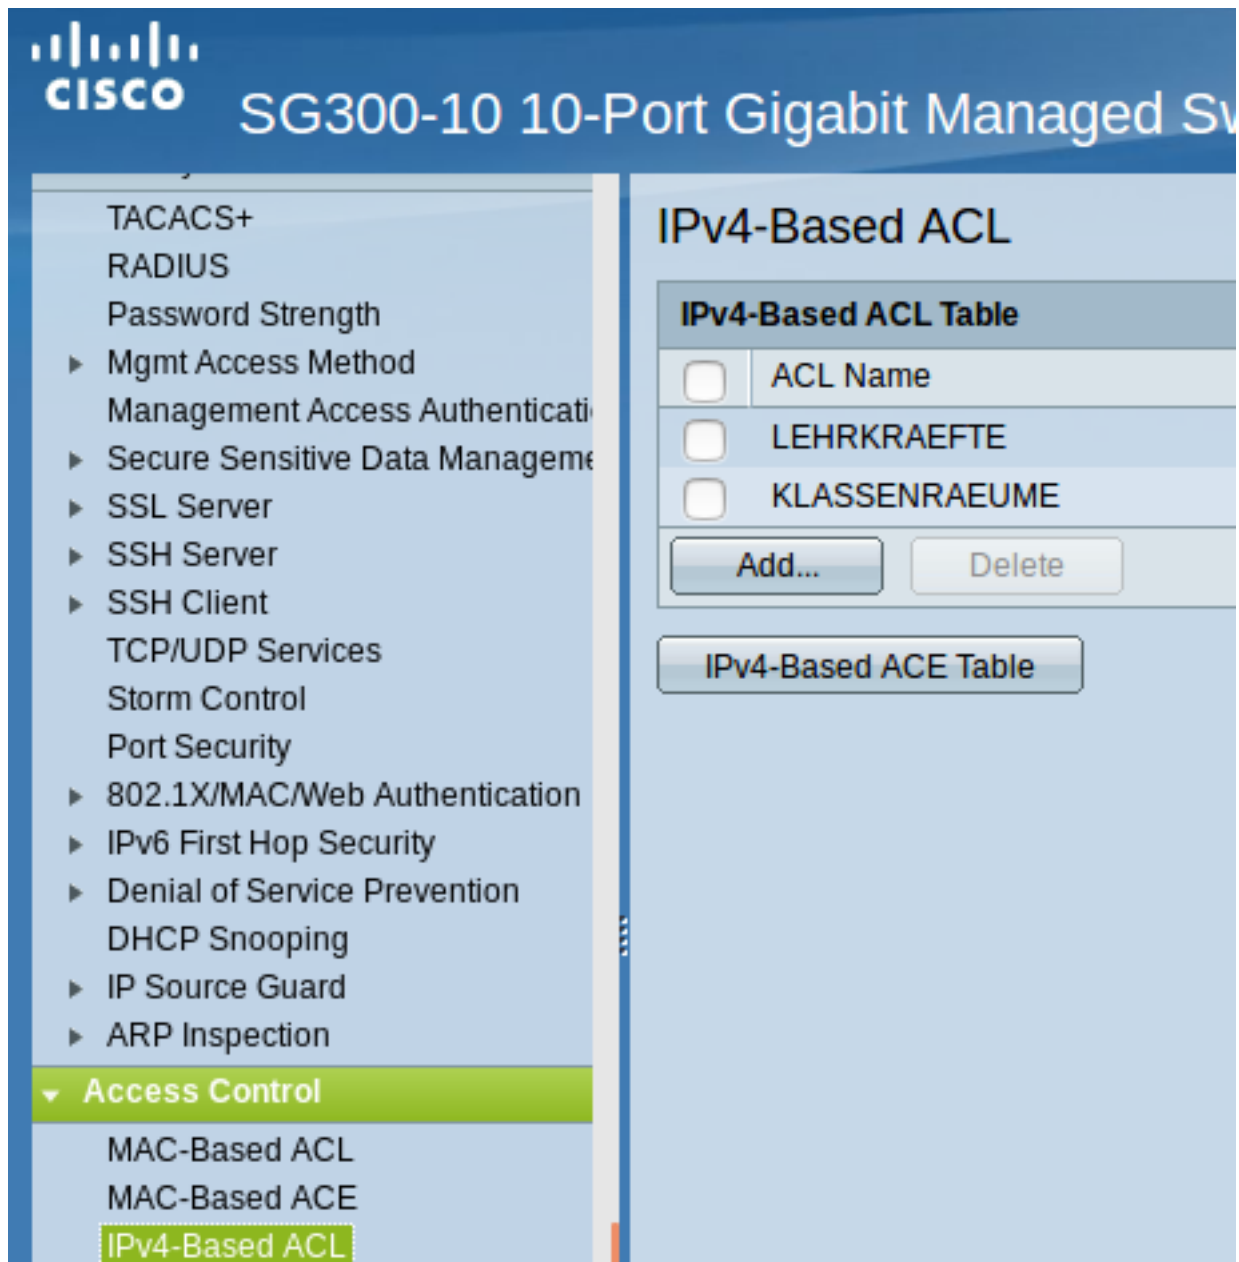 CISCO
SG300-10 10-Port Gigabit Managed
TACACS+
RADIUS
Password Strength
Mgmt Access Method
Management Access Authenticati
Secure Sensitive Data Manageme
SSL Server
SSH Server
SSH Client
TCP/UDP Services
Storm Control
Port Security
802.1X/MAC/Web Authentication
IPv6 First Hop Security
Denial of Service Prevention
DHCP Snooping
IP Source Guard
ARP Inspection
Access Control
MAC-Based ACL
MAC-Based ACE
IPv4-Based ACL
IPv4-Based ACL
IPv4-Based ACL Table
ACL Name
LEHRKRAEFTE
KLASSENRAEUME
Add...
Delete
IPv4-Based ACE Table